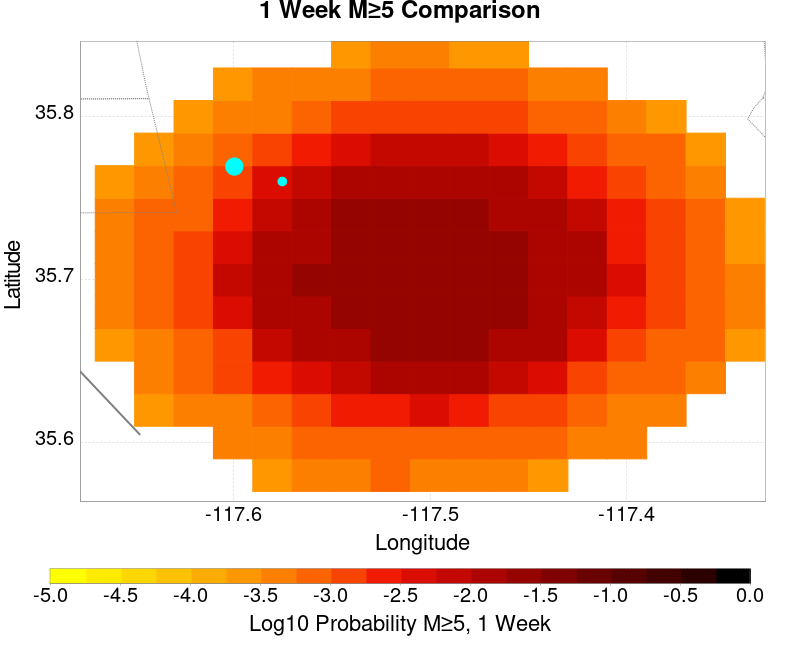 1 Week M≥5 Comparison
35.8
35.7
35.6
Latitude
-117.6 -117.5 -117.4
Longitude
-5.0 -4.5 -4.0 -3.5 -3.0 -2.5 -2.0 -1.5 -1.0 -0.5 0.0
Log10 Probability M≥5, 1 Week